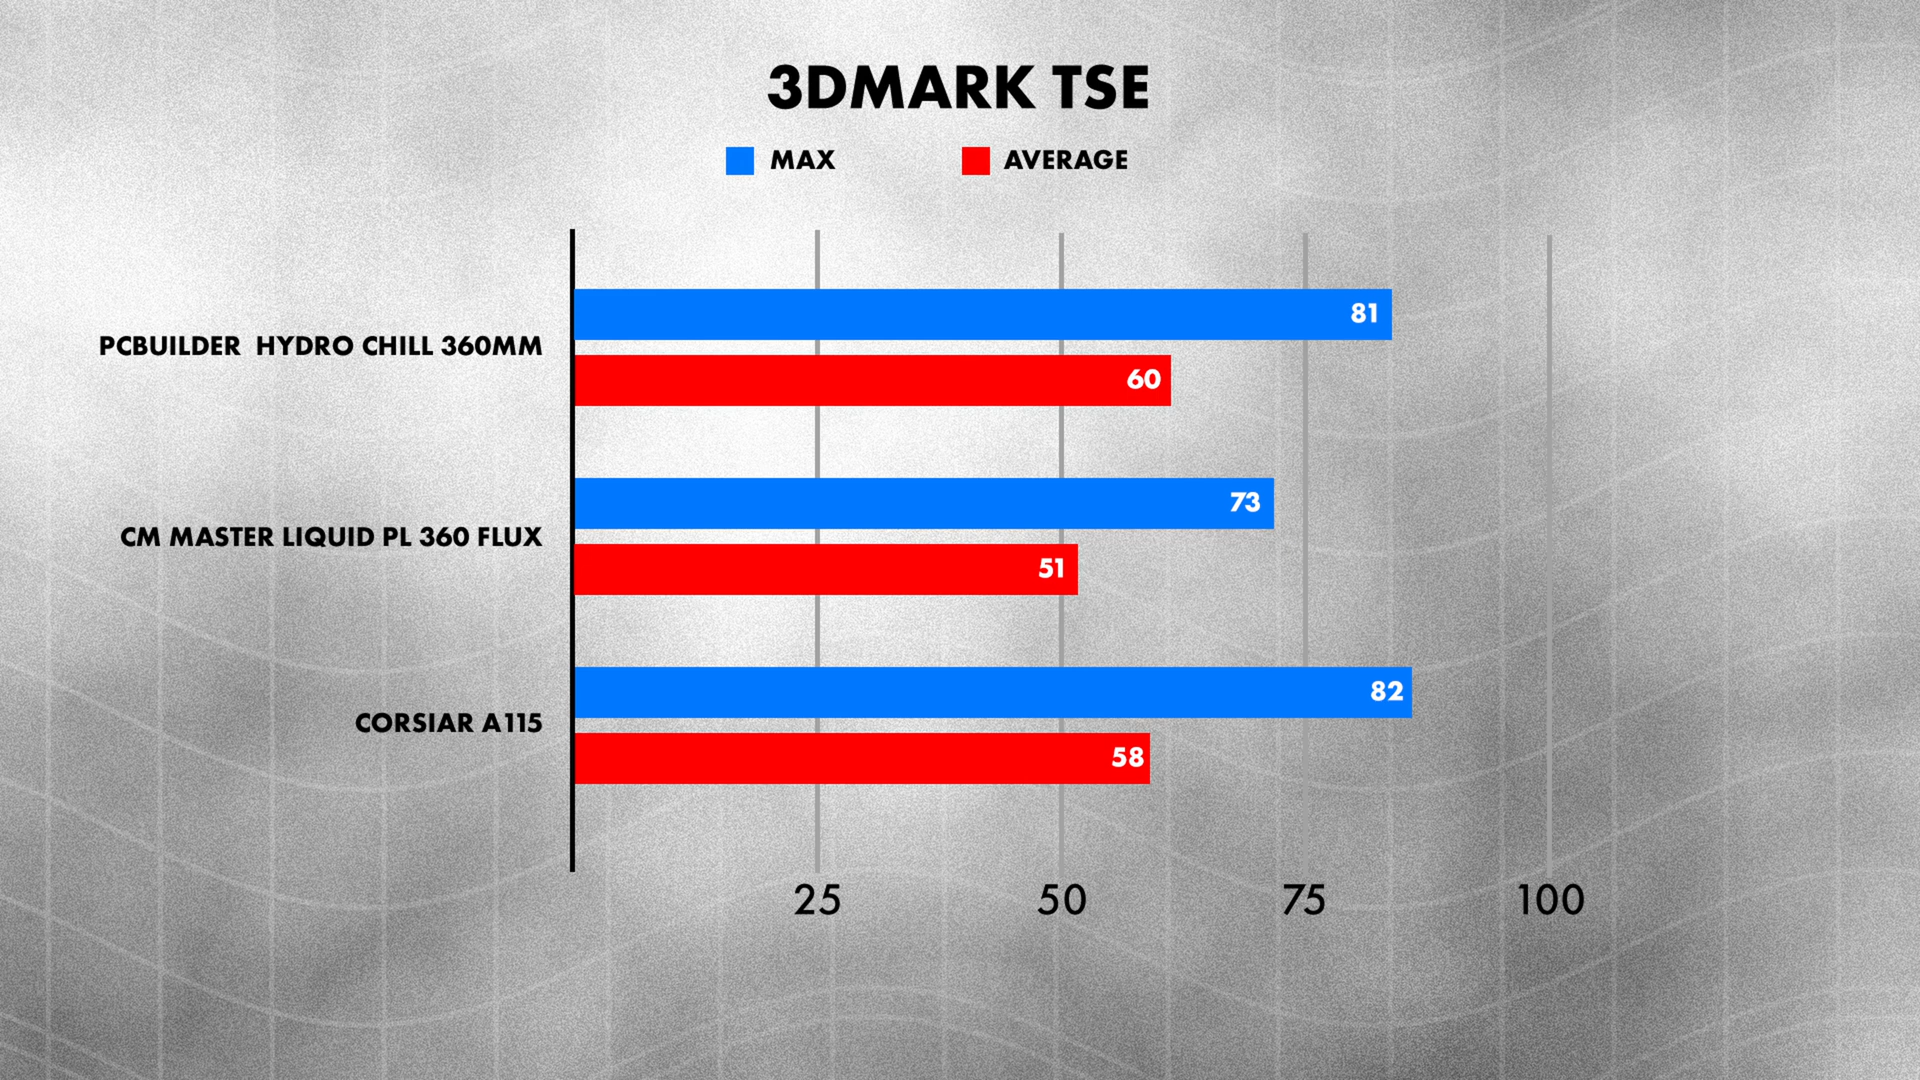 3DMARK TSE
MAX AVERAGE
81
PCBUILDER HYDRO CHILL 360MM
60
73
CM MASTER LIQUID PL 360 FLUX
51
82
CORSIAR A115
58
25 50 75 100